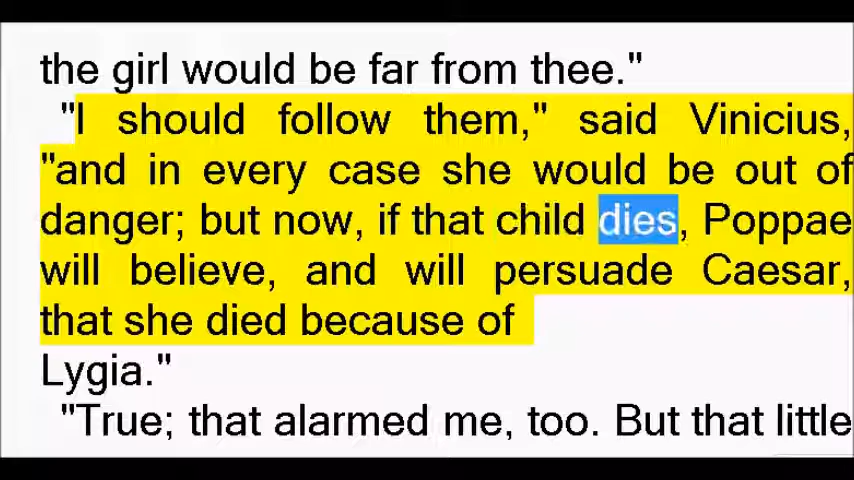 the girl would be far from thee."
"I should follow them," said Vinicius,
"and in every case she would be out of
danger; but now, if that child dies, Poppae
will believe, and will persuade Caesar,
that she died because of
Lygia."
"True; that alarmed me, too. But that little